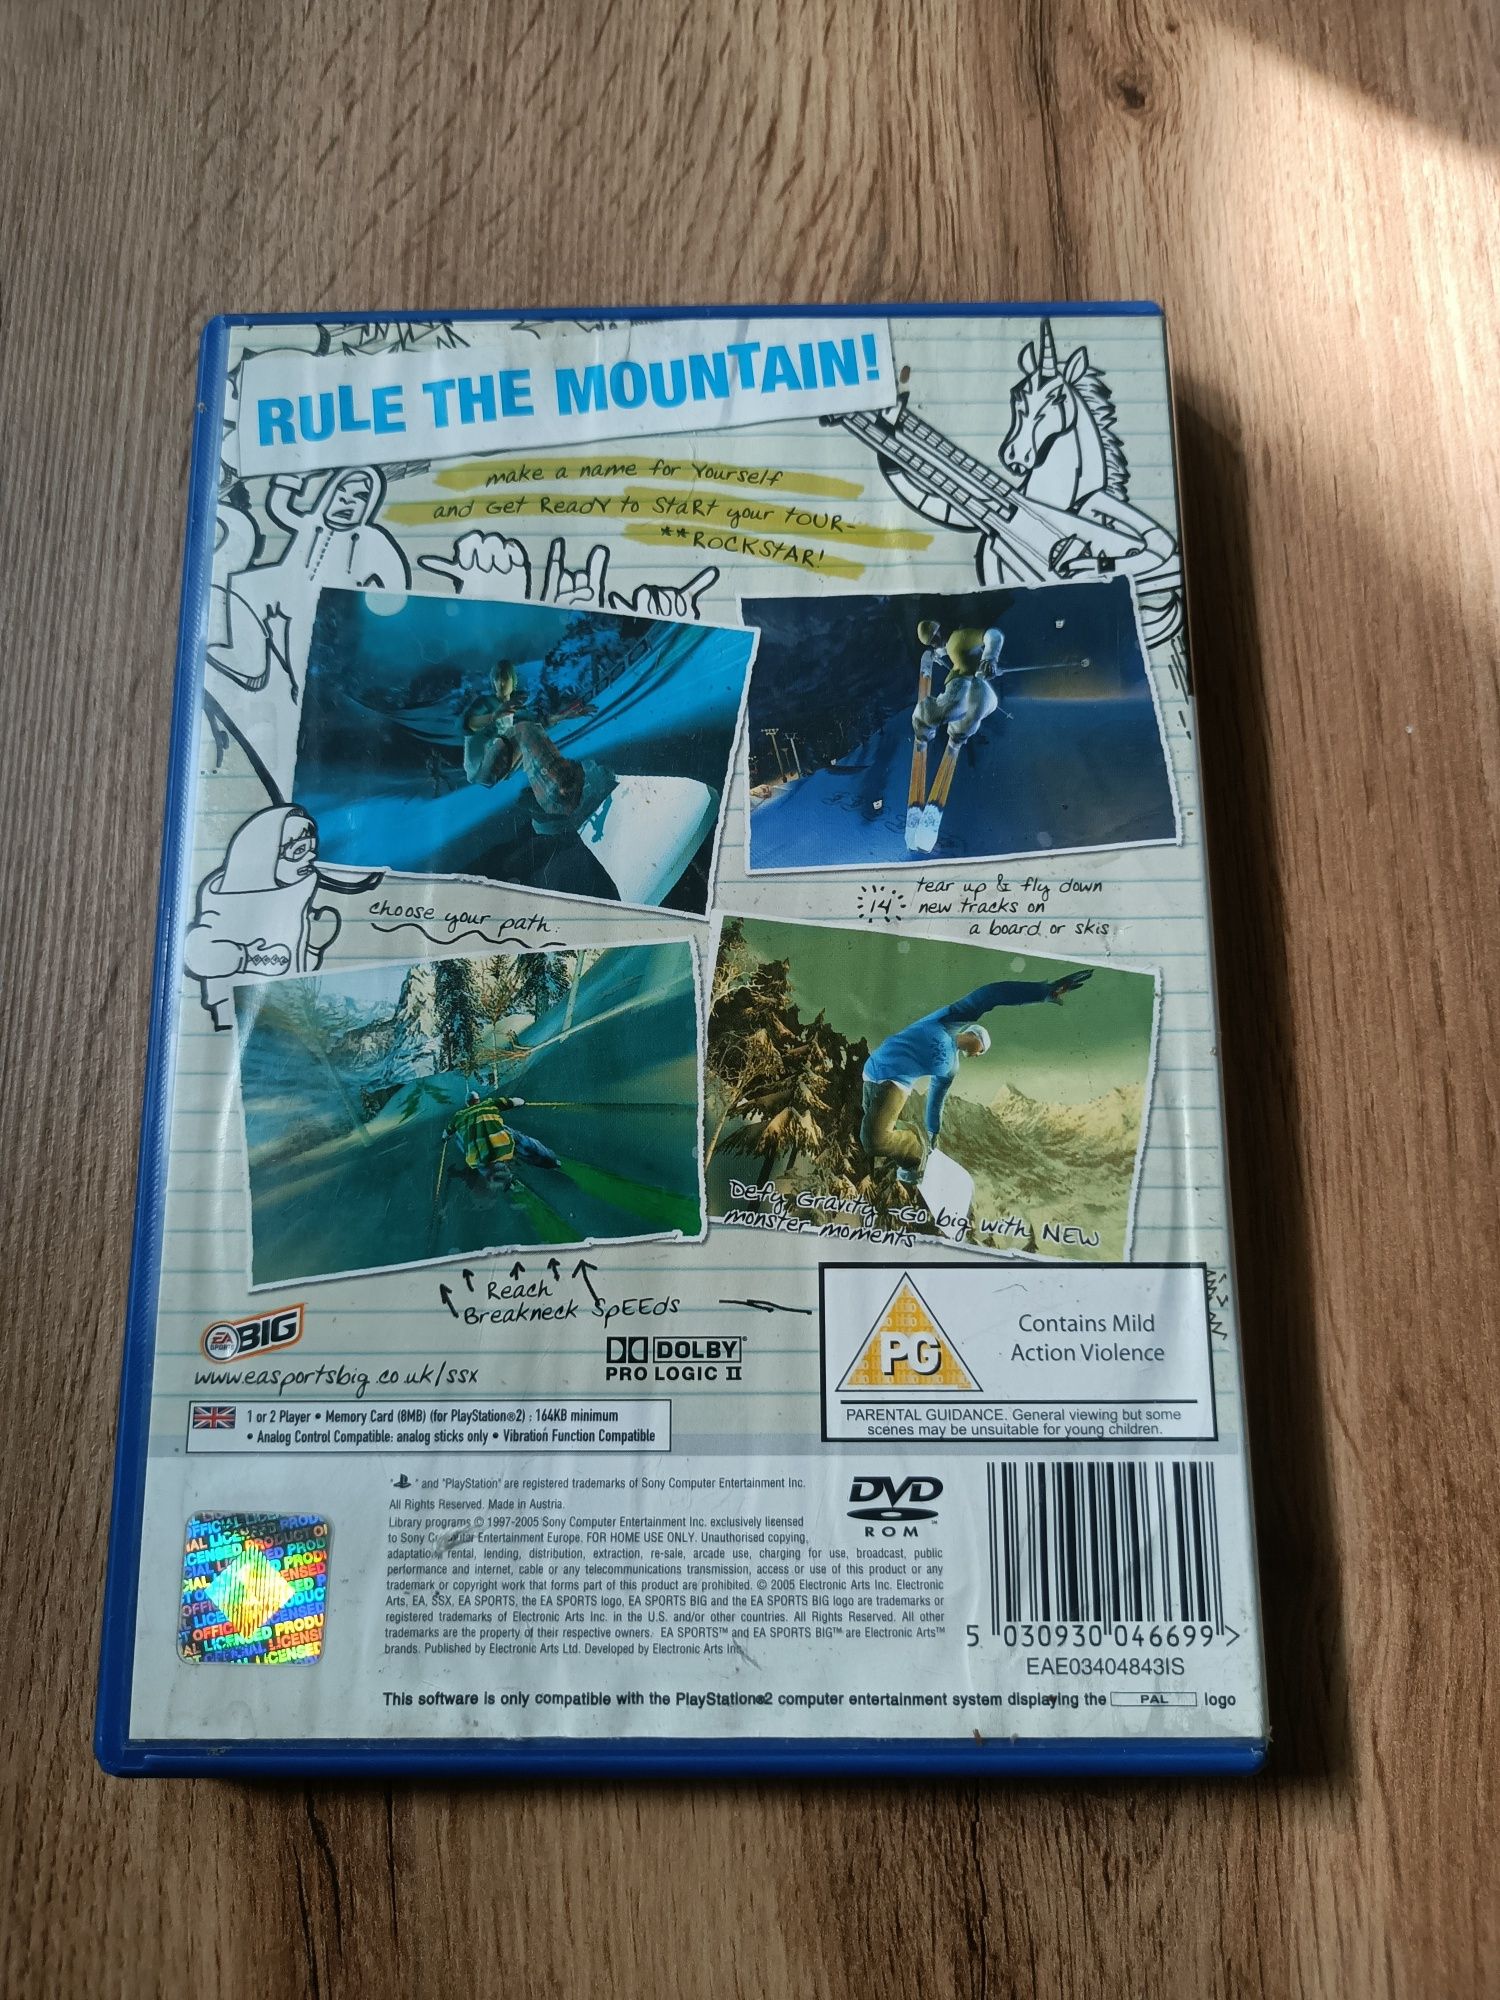 RULE THE MOUNTAIN!
make a name for Yourself
and Get ReadY to StaRt your tOUR-
**ROCKStAR!
choose your path.
14
tear up & fly down
new tracks on
a board or skis
Defy Gravity -Go big with NEW
monster moments
Reach
Breakneck SpEEds
EA SPORTS BIG
www.easportsbig.co.uk/ssx
DOLBY
PRO LOGIC II
PG
Contains Mild
Action Violence
PARENTAL GUIDANCE. General viewing but some
scenes may be unsuitable for young children.
1 or 2 Player • Memory Card (8MB) (for PlayStation®2) : 164KB minimum
• Analog Control Compatible: analog sticks only • Vibration Function Compatible
" " and "PlayStation" are registered trademarks of Sony Computer Entertainment Inc.
All Rights Reserved. Made in Austria.
Library programs © 1997-2005 Sony Computer Entertainment Inc. exclusively licensed
to Sony Computer Entertainment Europe. FOR HOME USE ONLY. Unauthorised copying,
adaptation, rental, lending, distribution, extraction, re-sale, arcade use, charging for use, broadcast, public
performance and internet, cable or any telecommunications transmission, access or use of this product or any
trademark or copyright work that forms part of this product are prohibited. © 2005 Electronic Arts Inc. Electronic
Arts, EA, SSX, EA SPORTS, the EA SPORTS logo, EA SPORTS BIG and the EA SPORTS BIG logo are trademarks or
registered trademarks of Electronic Arts Inc. in the U.S. and/or other countries. All Rights Reserved. All other
trademarks are the property of their respective owners. EA SPORTS™ and EA SPORTS BIG™ are Electronic Arts™
brands. Published by Electronic Arts Ltd. Developed by Electronic Arts Inc.
DVD
ROM
OFFICIAL LICENSED PRODUCT
5 030930 046699 >
EAE03404843IS
This software is only compatible with the PlayStation®2 computer entertainment system displaying the PAL logo